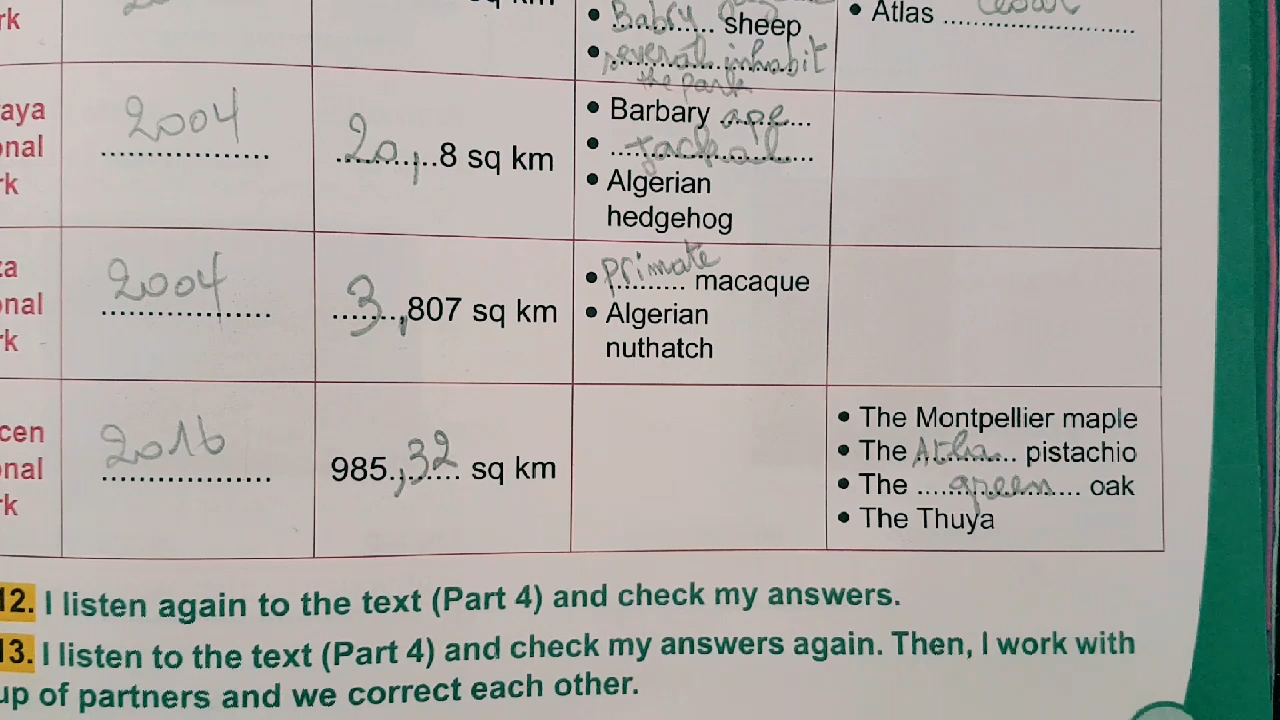 rk
sq km
• Babry sheep
• several inhabit
the park
• Atlas cedar
aya
onal
rk
2004
20,8 sq km
• Barbary ape
• jackal
• Algerian
hedgehog
za
onal
rk
2004
3,807 sq km
• primate macaque
• Algerian
nuthatch
cen
onal
rk
2016
985,32 sq km
• The Montpellier maple
• The Atlas pistachio
• The green oak
• The Thuya
12. I listen again to the text (Part 4) and check my answers.
13. I listen to the text (Part 4) and check my answers again. Then, I work with
up of partners and we correct each other.